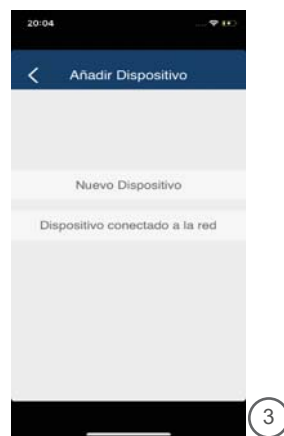 20:04
Añadir Dispositivo
Nuevo Dispositivo
Dispositivo conectado a la red
3